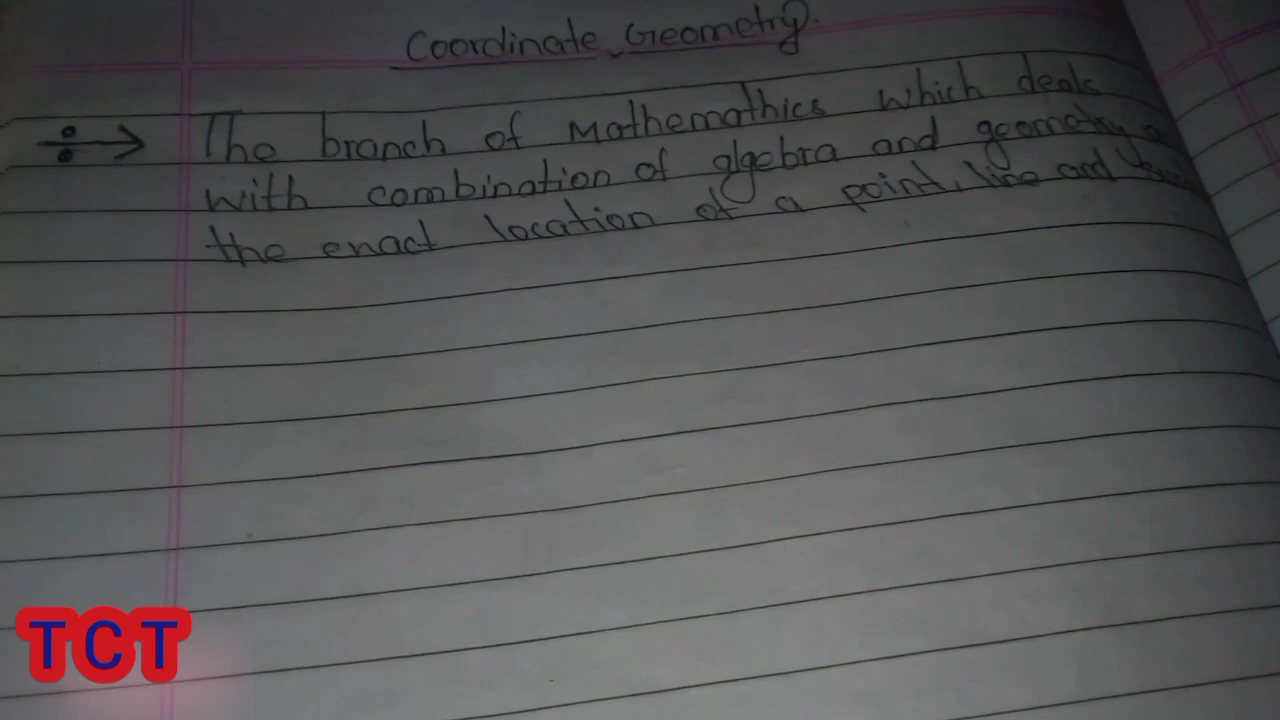 Coordinate Geometry.
÷→ The branch of Mathemathics which deals
with combination of algebra and geometry
the enact location of a point, line and
TCT